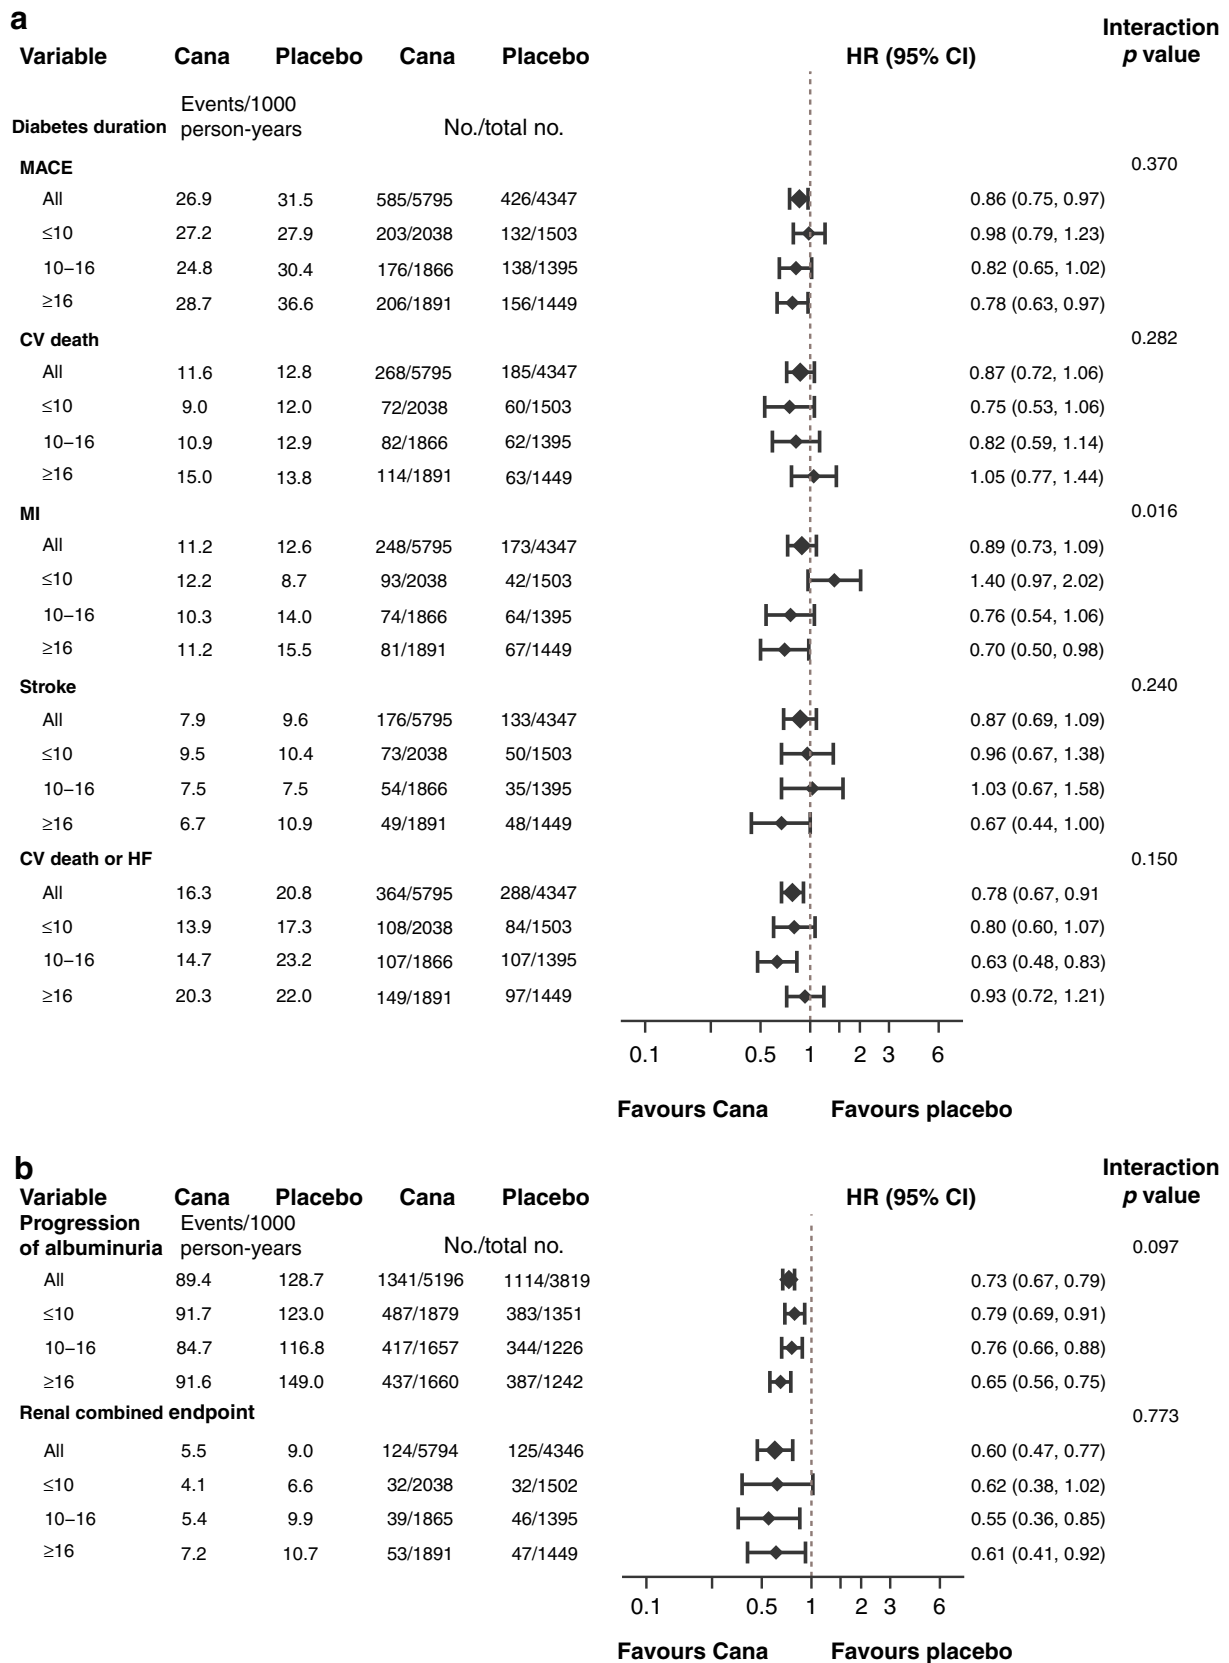 a
Interaction
Variable Cana Placebo Cana Placebo HR (95% CI) p value
Events/1000
Diabetes duration person-years No./total no.
MACE 0.370
All 26.9 31.5 585/5795 426/4347 0.86 (0.75, 0.97)
≤10 27.2 27.9 203/2038 132/1503 0.98 (0.79, 1.23)
10–16 24.8 30.4 176/1866 138/1395 0.82 (0.65, 1.02)
≥16 28.7 36.6 206/1891 156/1449 0.78 (0.63, 0.97)
CV death 0.282
All 11.6 12.8 268/5795 185/4347 0.87 (0.72, 1.06)
≤10 9.0 12.0 72/2038 60/1503 0.75 (0.53, 1.06)
10–16 10.9 12.9 82/1866 62/1395 0.82 (0.59, 1.14)
≥16 15.0 13.8 114/1891 63/1449 1.05 (0.77, 1.44)
MI 0.016
All 11.2 12.6 248/5795 173/4347 0.89 (0.73, 1.09)
≤10 12.2 8.7 93/2038 42/1503 1.40 (0.97, 2.02)
10–16 10.3 14.0 74/1866 64/1395 0.76 (0.54, 1.06)
≥16 11.2 15.5 81/1891 67/1449 0.70 (0.50, 0.98)
Stroke 0.240
All 7.9 9.6 176/5795 133/4347 0.87 (0.69, 1.09)
≤10 9.5 10.4 73/2038 50/1503 0.96 (0.67, 1.38)
10–16 7.5 7.5 54/1866 35/1395 1.03 (0.67, 1.58)
≥16 6.7 10.9 49/1891 48/1449 0.67 (0.44, 1.00)
CV death or HF 0.150
All 16.3 20.8 364/5795 288/4347 0.78 (0.67, 0.91
≤10 13.9 17.3 108/2038 84/1503 0.80 (0.60, 1.07)
10–16 14.7 23.2 107/1866 107/1395 0.63 (0.48, 0.83)
≥16 20.3 22.0 149/1891 97/1449 0.93 (0.72, 1.21)
0.1 0.5 1 2 3 6
Favours Cana Favours placebo
b
Interaction
Variable Cana Placebo Cana Placebo HR (95% CI) p value
Progression Events/1000
of albuminuria person-years No./total no. 0.097
All 89.4 128.7 1341/5196 1114/3819 0.73 (0.67, 0.79)
≤10 91.7 123.0 487/1879 383/1351 0.79 (0.69, 0.91)
10–16 84.7 116.8 417/1657 344/1226 0.76 (0.66, 0.88)
≥16 91.6 149.0 437/1660 387/1242 0.65 (0.56, 0.75)
Renal combined endpoint 0.773
All 5.5 9.0 124/5794 125/4346 0.60 (0.47, 0.77)
≤10 4.1 6.6 32/2038 32/1502 0.62 (0.38, 1.02)
10–16 5.4 9.9 39/1865 46/1395 0.55 (0.36, 0.85)
≥16 7.2 10.7 53/1891 47/1449 0.61 (0.41, 0.92)
0.1 0.5 1 2 3 6
Favours Cana Favours placebo